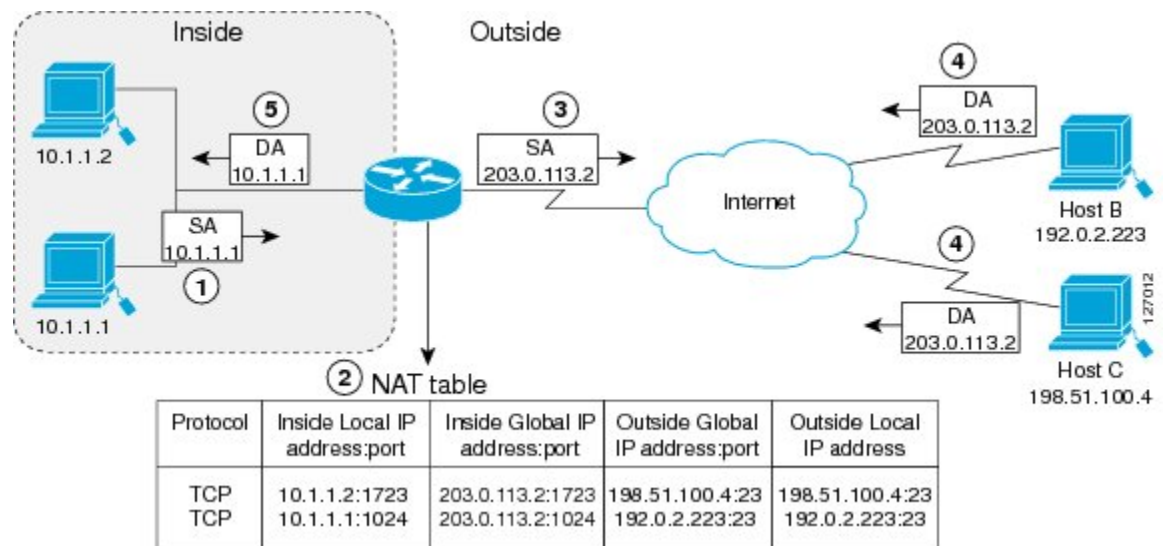 Inside
Outside
10.1.1.2
5
DA
10.1.1.1
SA
10.1.1.1
1
10.1.1.1
3
SA
203.0.113.2
Internet
4
DA
203.0.113.2
Host B
192.0.2.223
4
DA
203.0.113.2
Host C
198.51.100.4
127012
2 NAT table
Protocol Inside Local IP address:port Inside Global IP address:port Outside Global IP address:port Outside Local IP address
TCP 10.1.1.2:1723 203.0.113.2:1723 198.51.100.4:23 198.51.100.4:23
TCP 10.1.1.1:1024 203.0.113.2:1024 192.0.2.223:23 192.0.2.223:23